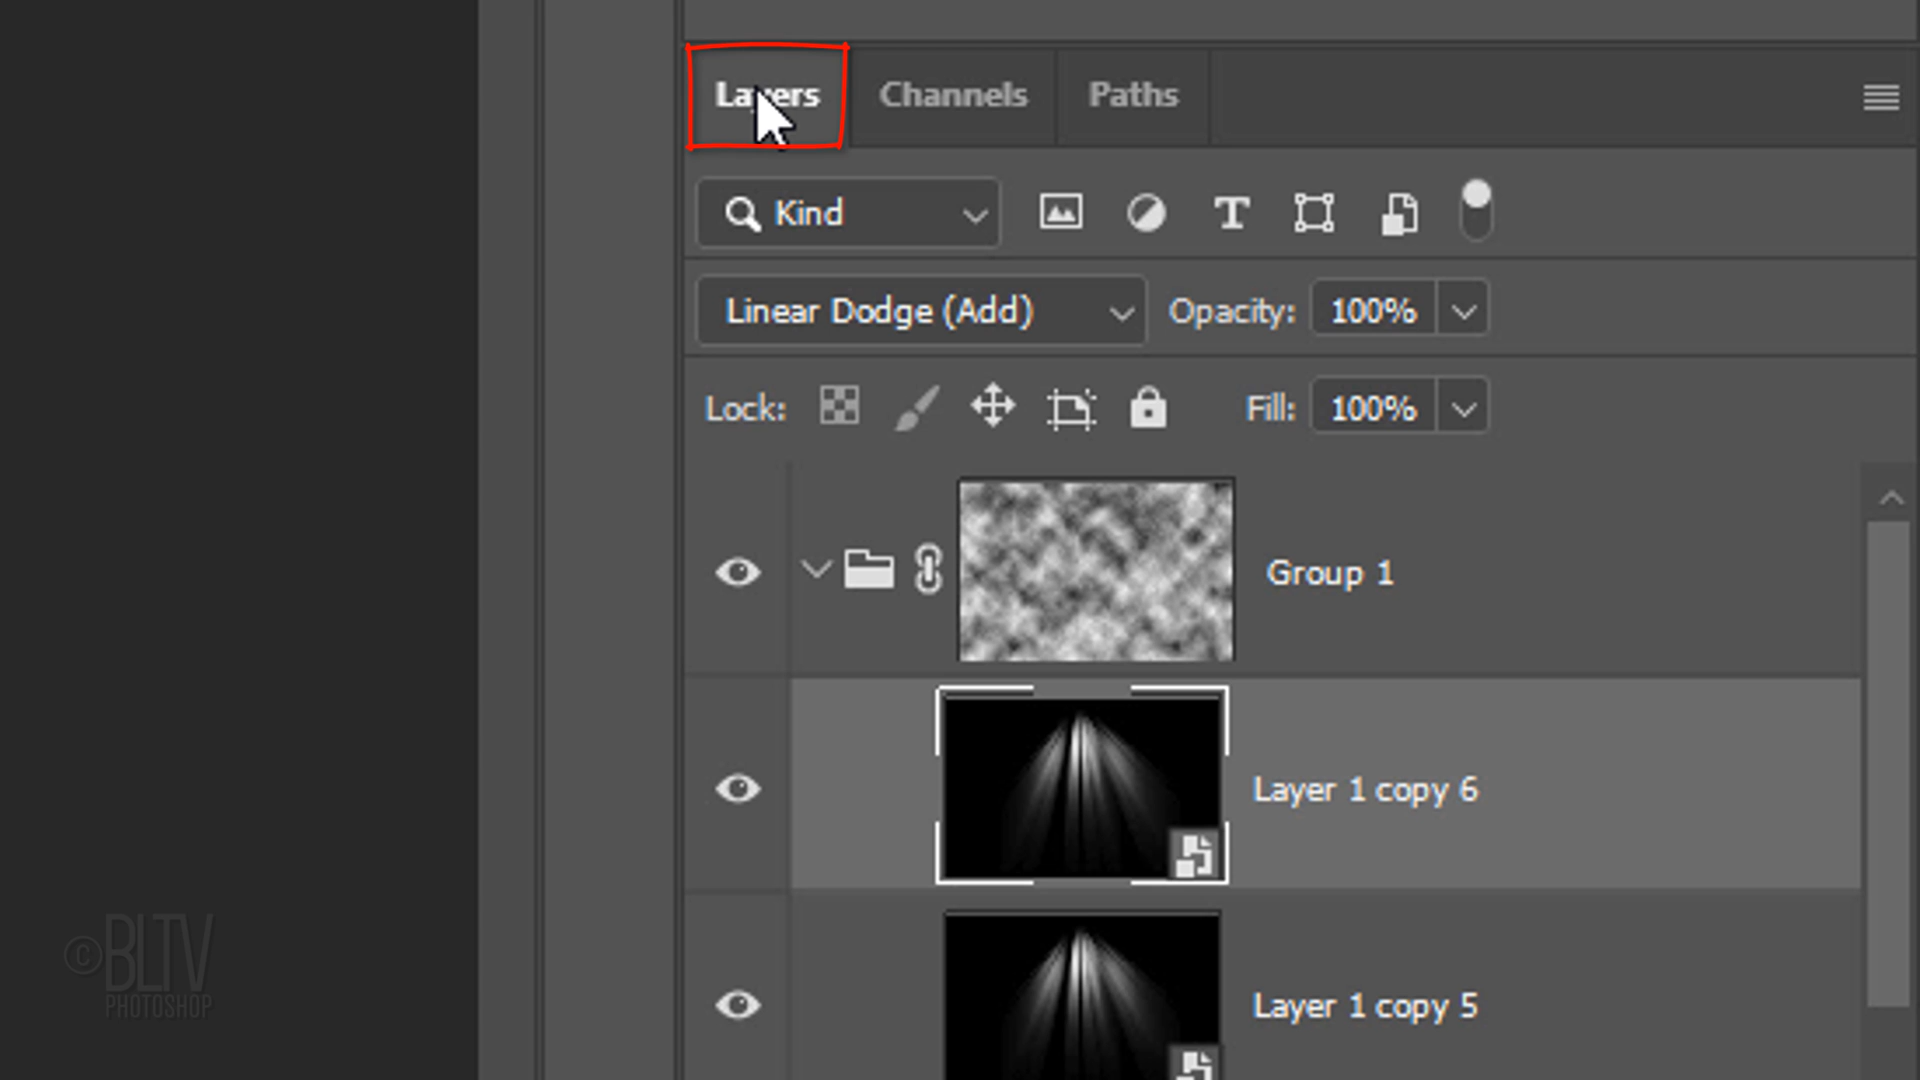 Layers Channels Paths
Kind
Linear Dodge (Add) Opacity: 100%
Lock: Fill: 100%
Group 1
Layer 1 copy 6
Layer 1 copy 5
©BLTV
PHOTOSHOP